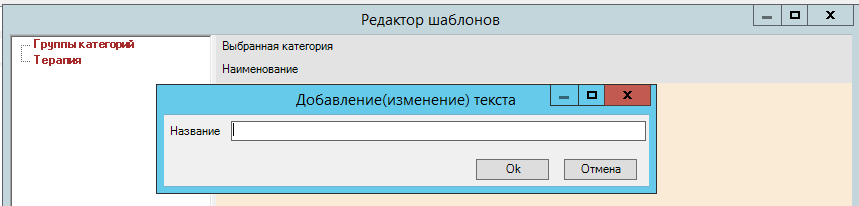 Редактор шаблонов
Группы категорий
Терапия
Выбранная категория
Наименование
Добавление(изменение) текста
Название
Ok
Отмена